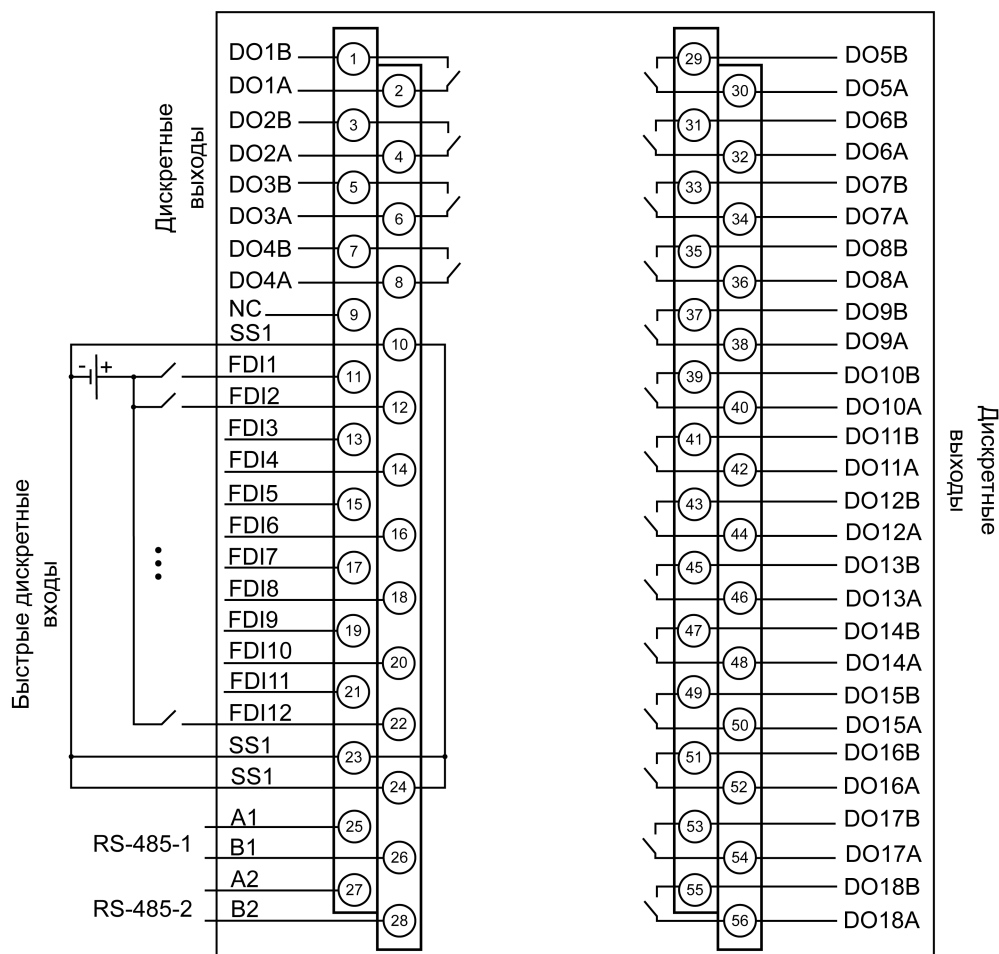 Дискретные
выходы
DO1B 1
DO1A 2
DO2B 3
DO2A 4
DO3B 5
DO3A 6
DO4B 7
DO4A 8
NC 9
SS1 10
- +
FDI1 11
FDI2 12
FDI3 13
FDI4 14
FDI5 15
FDI6 16
FDI7 17
FDI8 18
FDI9 19
FDI10 20
FDI11 21
FDI12 22
SS1 23
SS1 24
Быстрые дискретные
входы
RS-485-1
A1 25
B1 26
RS-485-2
A2 27
B2 28
29 DO5B
30 DO5A
31 DO6B
32 DO6A
33 DO7B
34 DO7A
35 DO8B
36 DO8A
37 DO9B
38 DO9A
39 DO10B
40 DO10A
41 DO11B
42 DO11A
43 DO12B
44 DO12A
45 DO13B
46 DO13A
47 DO14B
48 DO14A
49 DO15B
50 DO15A
51 DO16B
52 DO16A
53 DO17B
54 DO17A
55 DO18B
56 DO18A
Дискретные
выходы